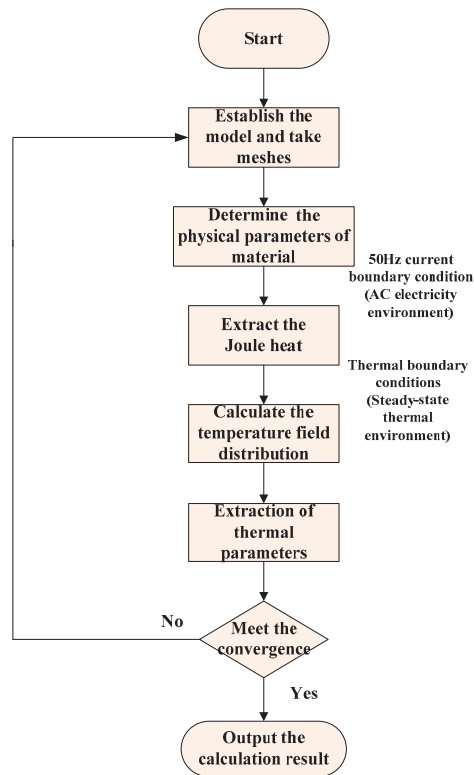 Start
Establish the
model and take
meshes
Determine the
physical parameters of
material
50Hz current
boundary condition
(AC electricity
environment)
Extract the
Joule heat
Thermal boundary
conditions
(Steady-state
thermal
environment)
Calculate the
temperature field
distribution
Extraction of
thermal
parameters
No
Meet the
convergence
Yes
Output the
calculation result